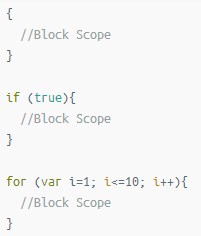 {
  //Block Scope
}

if (true){
  //Block Scope
}

for (var i=1; i<=10; i++){
  //Block Scope
}